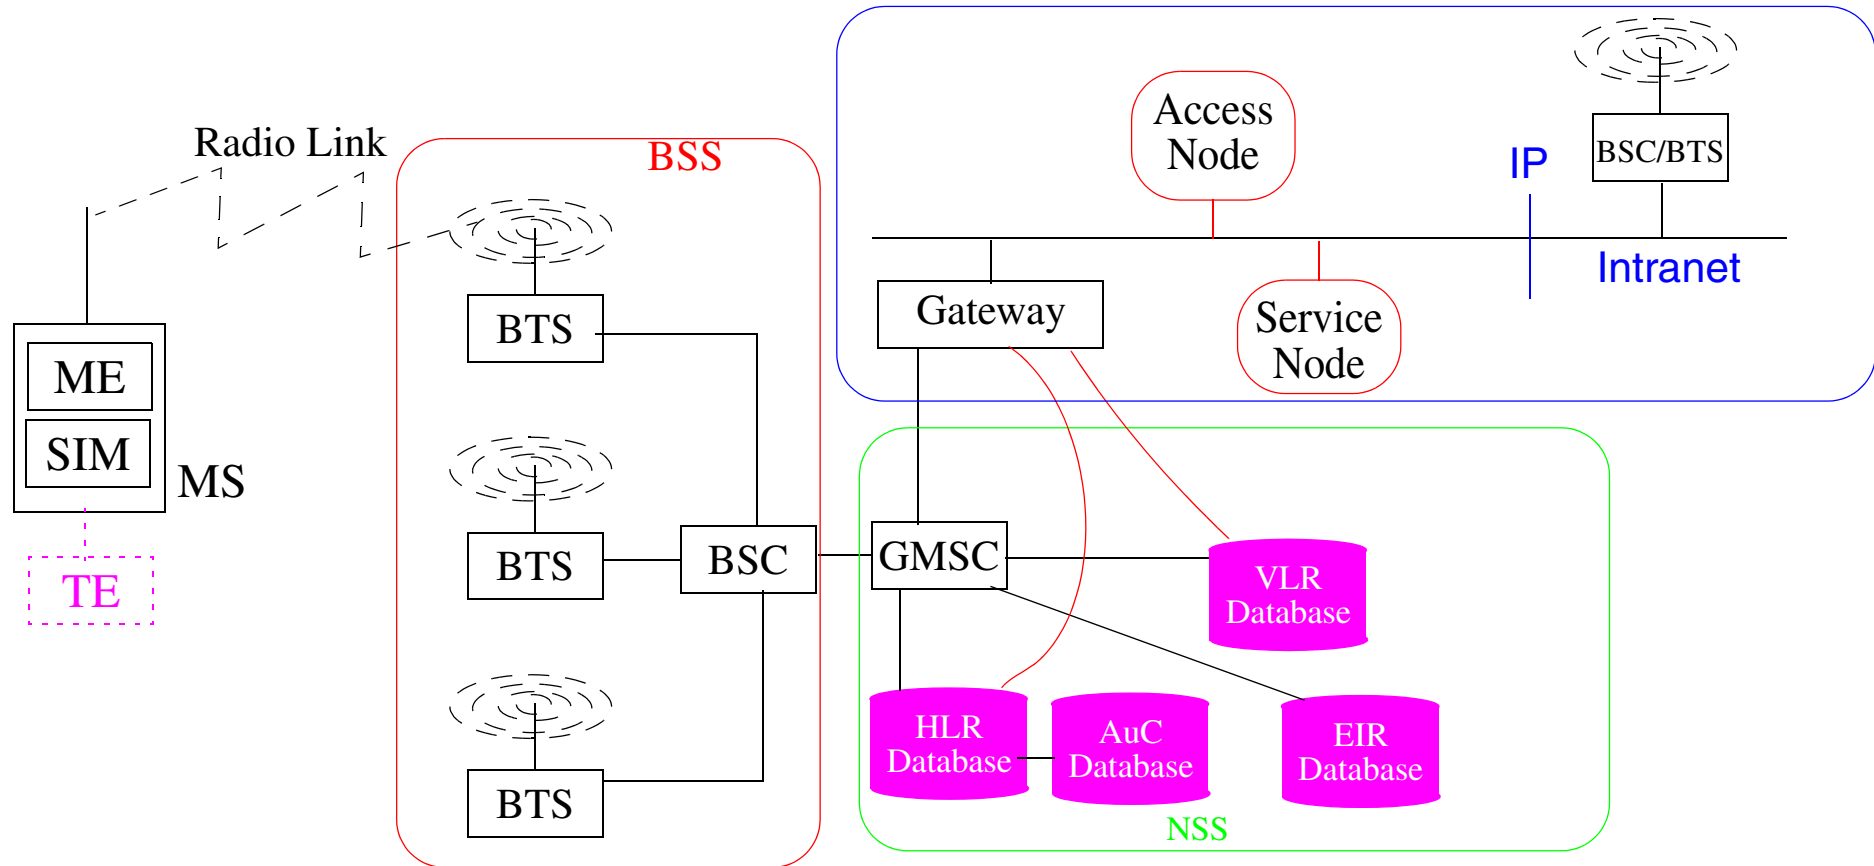 Radio Link
BSS
Access
Node
IP
BSC/BTS
Intranet
Gateway
Service
Node
BTS
ME
SIM
MS
TE
BTS
BSC
GMSC
VLR
Database
HLR
Database
AuC
Database
EIR
Database
BTS
NSS